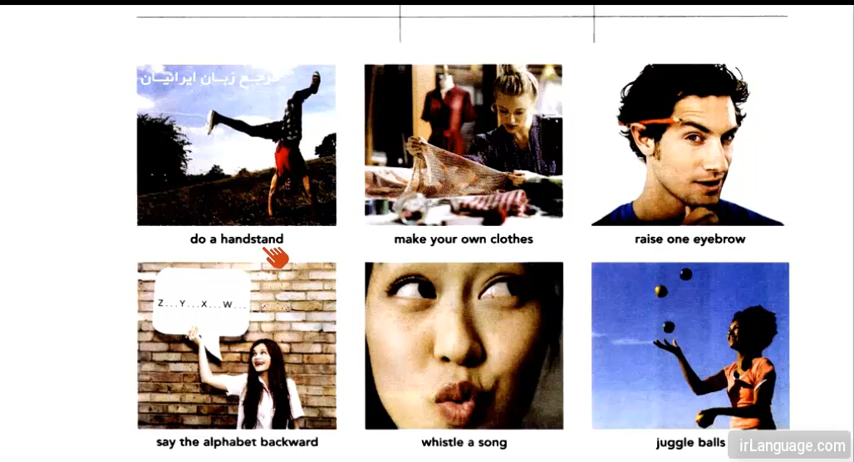 مرجع زبان ایرانیان
do a handstand
make your own clothes
raise one eyebrow
Z...Y...X...W...
say the alphabet backward
whistle a song
juggle balls
irLanguage.com